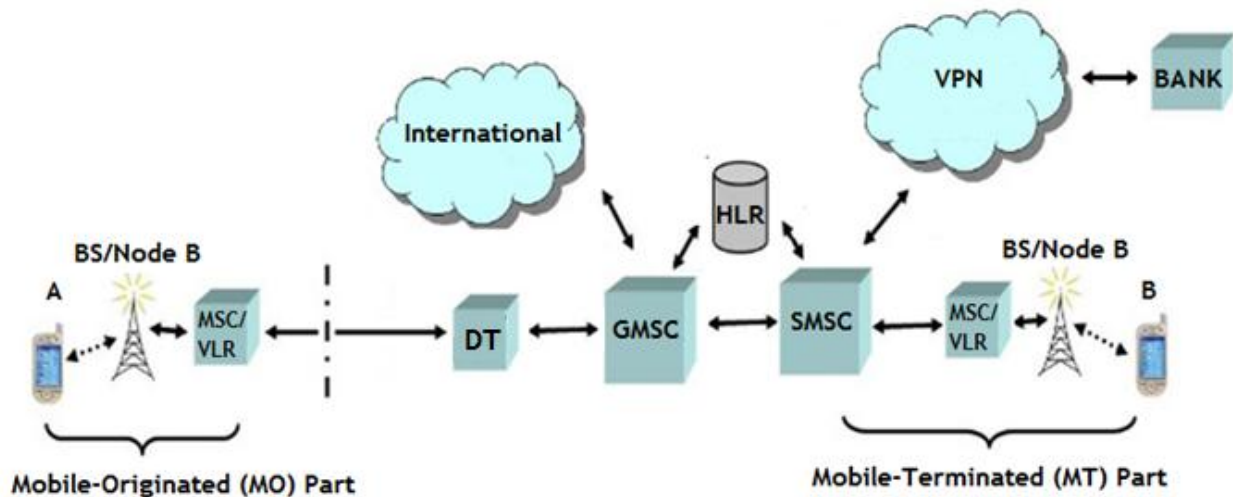 International
VPN
BANK
HLR
BS/Node B
A
MSC/
VLR
DT
GMSC
SMSC
MSC/
VLR
BS/Node B
B
Mobile-Originated (MO) Part
Mobile-Terminated (MT) Part